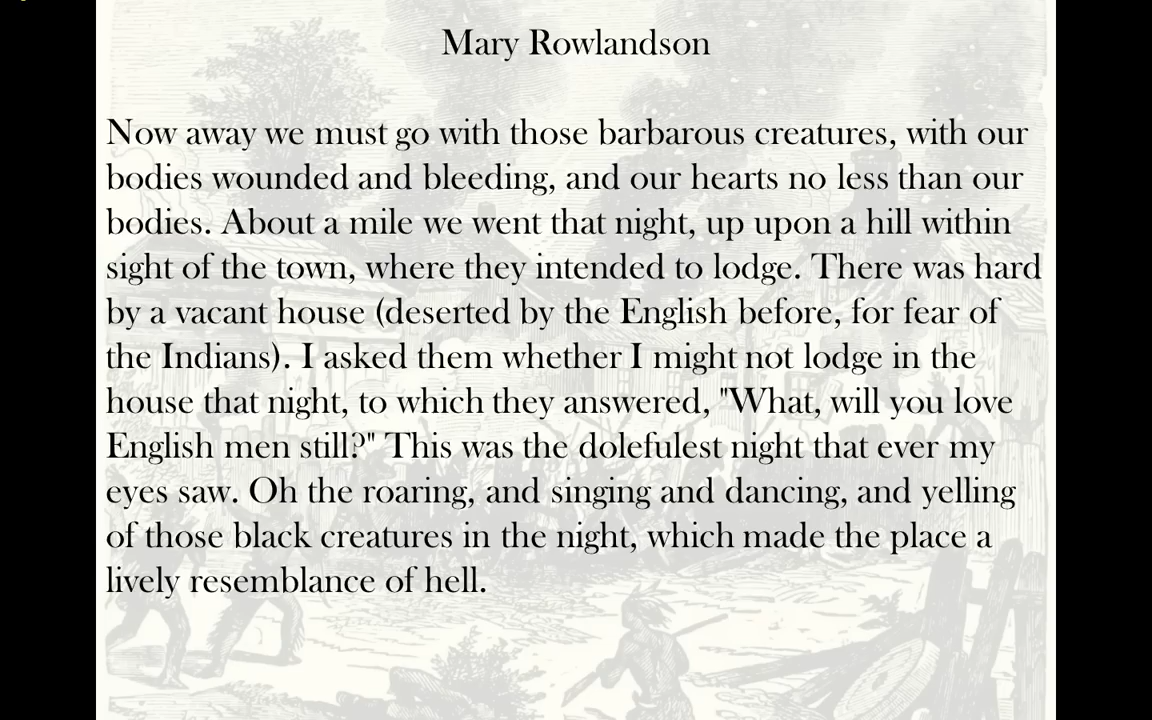 Mary Rowlandson
Now away we must go with those barbarous creatures, with our
bodies wounded and bleeding, and our hearts no less than our
bodies. About a mile we went that night, up upon a hill within
sight of the town, where they intended to lodge. There was hard
by a vacant house (deserted by the English before, for fear of
the Indians). I asked them whether I might not lodge in the
house that night, to which they answered, "What, will you love
English men still?" This was the dolefulest night that ever my
eyes saw. Oh the roaring, and singing and dancing, and yelling
of those black creatures in the night, which made the place a
lively resemblance of hell.